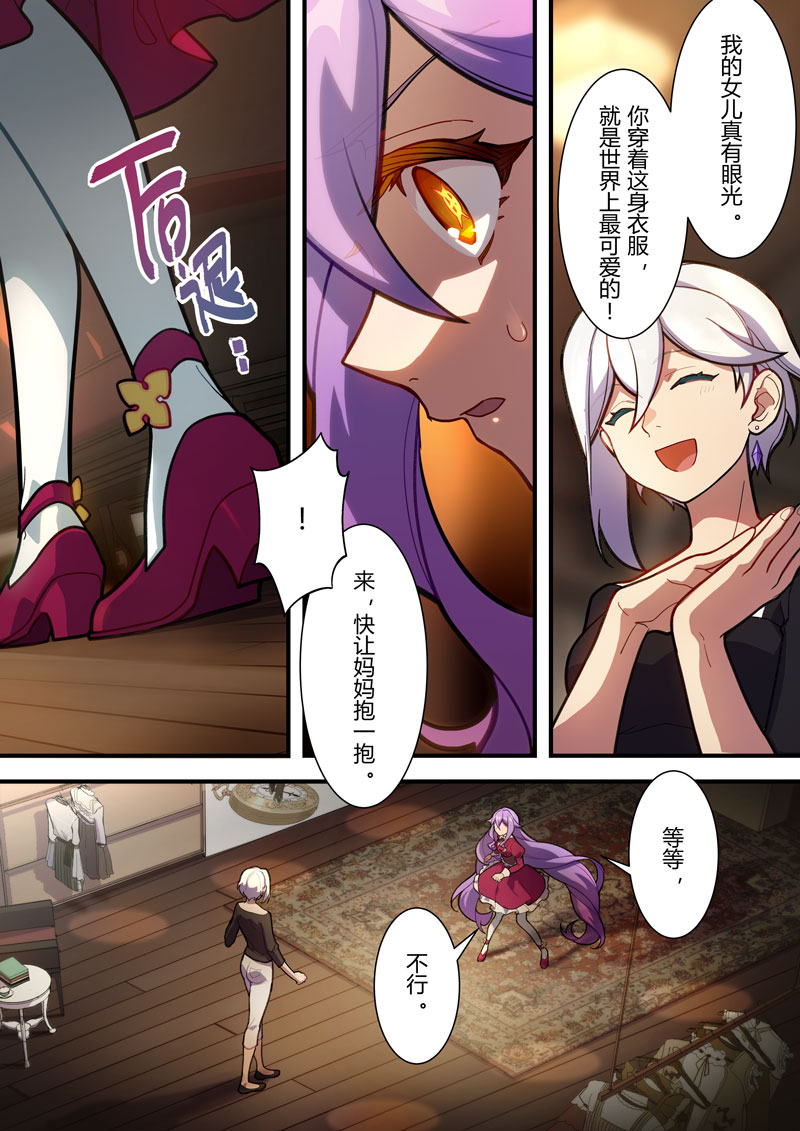 我的女儿真有眼光。
你穿着这身衣服，
就是世界上最可爱的！
！
来，快让妈妈抱一抱。
后退…
等等，
不行。